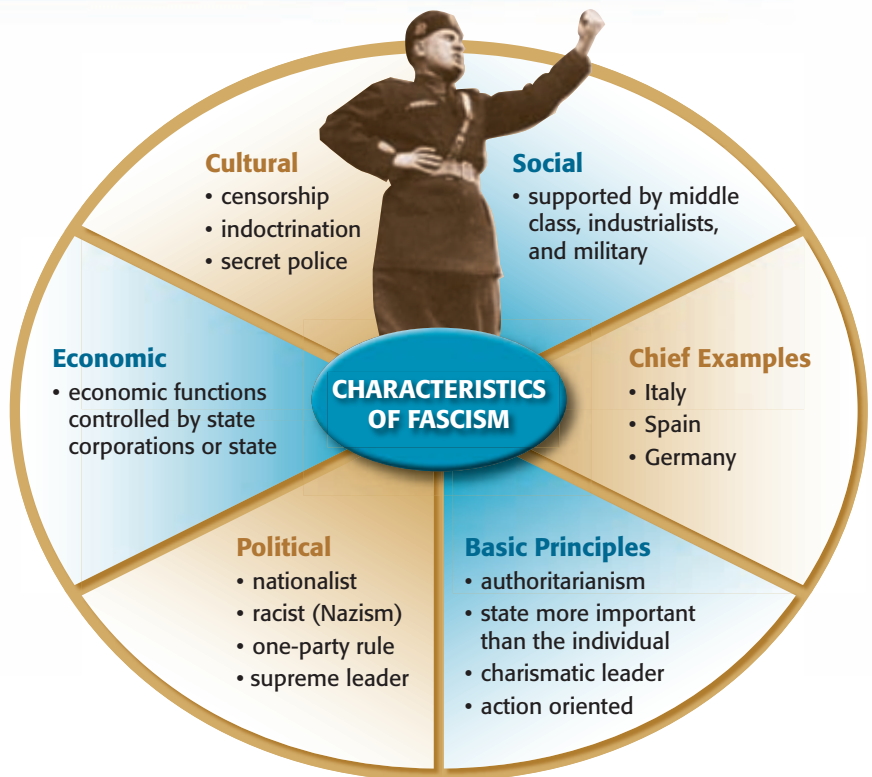 Cultural
• censorship
• indoctrination
• secret police
Social
• supported by middle
class, industrialists,
and military
Economic
• economic functions
controlled by state
corporations or state
CHARACTERISTICS
OF FASCISM
Chief Examples
• Italy
• Spain
• Germany
Political
• nationalist
• racist (Nazism)
• one-party rule
• supreme leader
Basic Principles
• authoritarianism
• state more important
than the individual
• charismatic leader
• action oriented